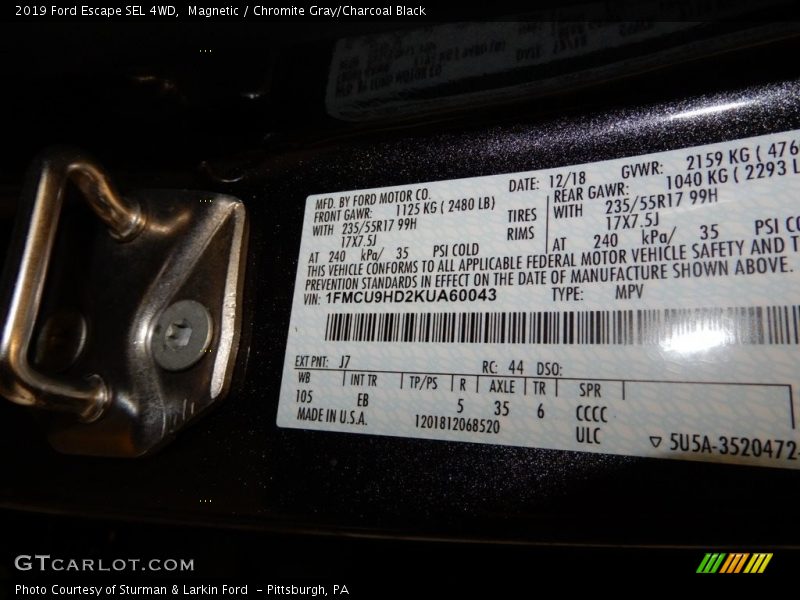 2019 Ford Escape SEL 4WD,  Magnetic / Chromite Gray/Charcoal Black
MFD. BY FORD MOTOR CO.
DATE: 12/18
GVWR: 2159 KG ( 476
FRONT GAWR: 1125 KG ( 2480 LB)
REAR GAWR: 1040 KG ( 2293 L
WITH 235/55R17 99H
TIRES
WITH 235/55R17 99H
17X7.5J
RIMS
17X7.5J
AT 240 kPa/ 35 PSI COLD
AT 240 kPa/ 35 PSI CO
THIS VEHICLE CONFORMS TO ALL APPLICABLE FEDERAL MOTOR VEHICLE SAFETY AND T
PREVENTION STANDARDS IN EFFECT ON THE DATE OF MANUFACTURE SHOWN ABOVE.
VIN: 1FMCU9HD2KUA60043
TYPE: MPV
EXT PNT: J7
RC: 44 DSO:
WB INT TR TP/PS R AXLE TR SPR
105 EB 5 35 6 CCCC
MADE IN U.S.A.
1201812068520
ULC
5U5A-3520472-
GTCARLOT.COM
Photo Courtesy of Sturman & Larkin Ford  - Pittsburgh, PA